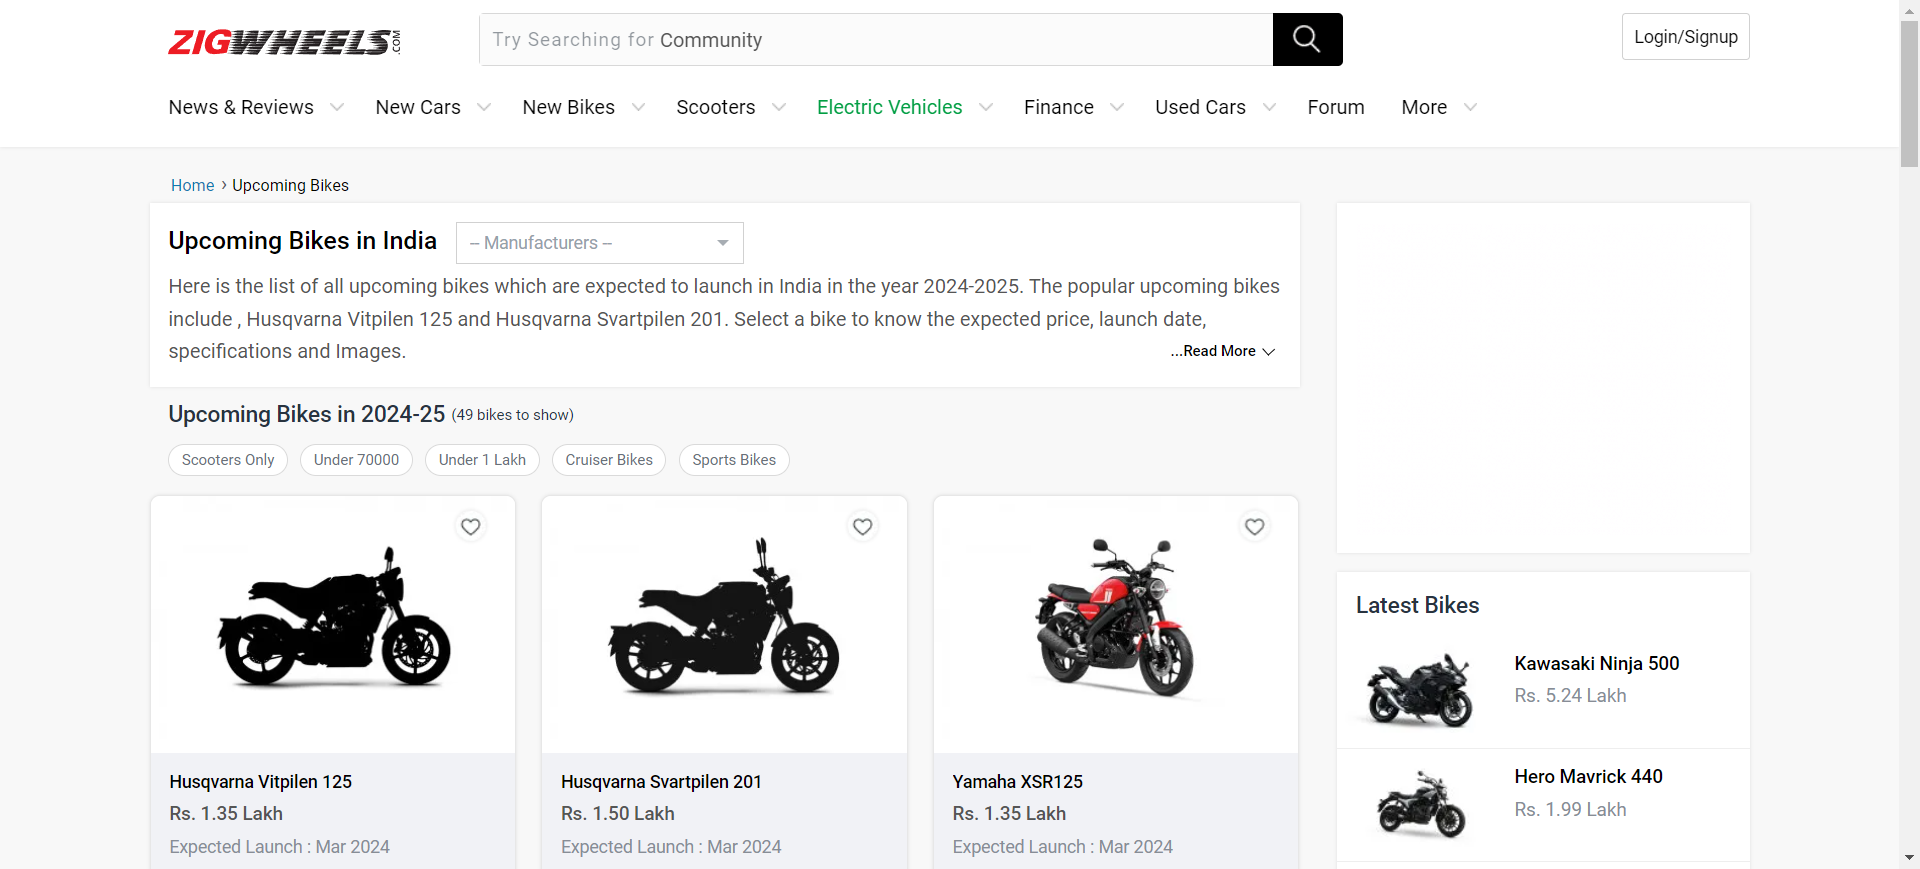 ZIGWHEELS.COM
Try Searching for Community
Login/Signup
News & Reviews New Cars New Bikes Scooters Electric Vehicles Finance Used Cars Forum More
Home › Upcoming Bikes
Upcoming Bikes in India
-- Manufacturers --
Here is the list of all upcoming bikes which are expected to launch in India in the year 2024-2025. The popular upcoming bikes
include , Husqvarna Vitpilen 125 and Husqvarna Svartpilen 201. Select a bike to know the expected price, launch date,
specifications and Images.
...Read More
Upcoming Bikes in 2024-25 (49 bikes to show)
Scooters Only Under 70000 Under 1 Lakh Cruiser Bikes Sports Bikes
Husqvarna Vitpilen 125
Rs. 1.35 Lakh
Expected Launch : Mar 2024
Husqvarna Svartpilen 201
Rs. 1.50 Lakh
Expected Launch : Mar 2024
Yamaha XSR125
Rs. 1.35 Lakh
Expected Launch : Mar 2024
Latest Bikes
Kawasaki Ninja 500
Rs. 5.24 Lakh
Hero Mavrick 440
Rs. 1.99 Lakh